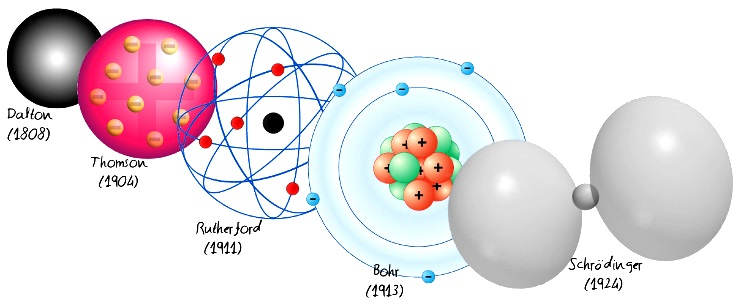 Dalton
(1808)
Thomson
(1904)
Rutherford
(1911)
Bohr
(1913)
Schrödinger
(1924)